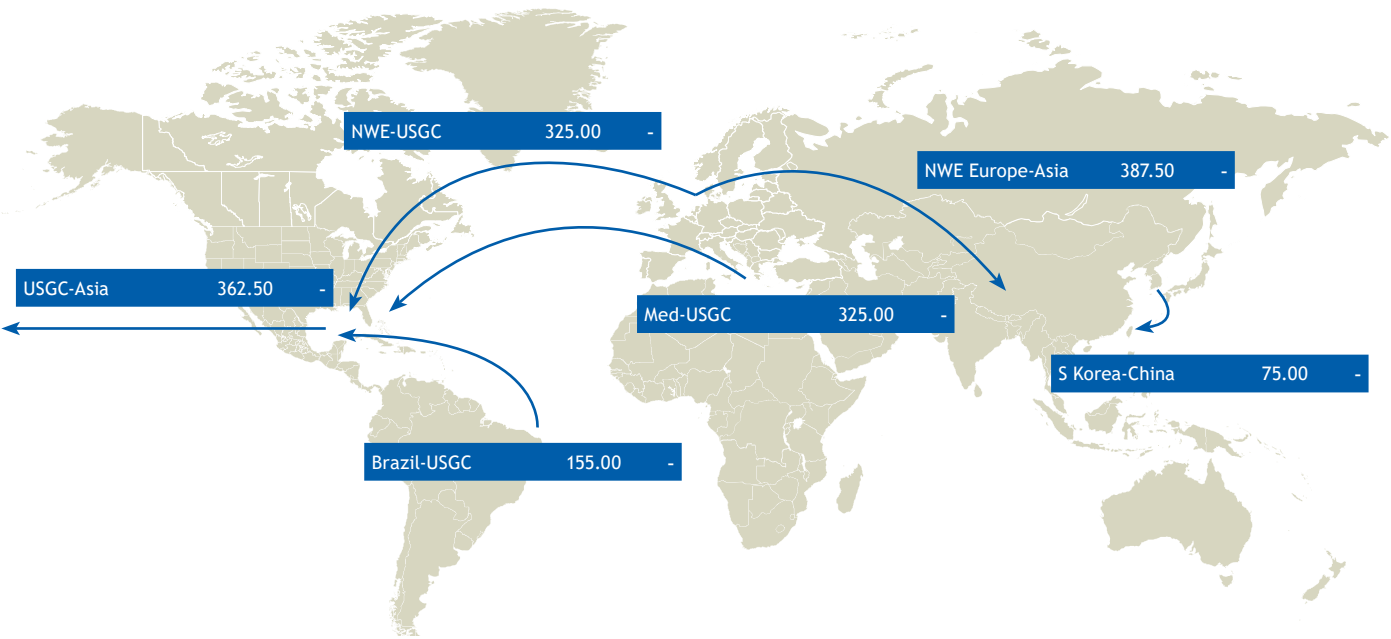 NWE-USGC 325.00 -
NWE Europe-Asia 387.50 -
USGC-Asia 362.50 -
Med-USGC 325.00 -
S Korea-China 75.00 -
Brazil-USGC 155.00 -